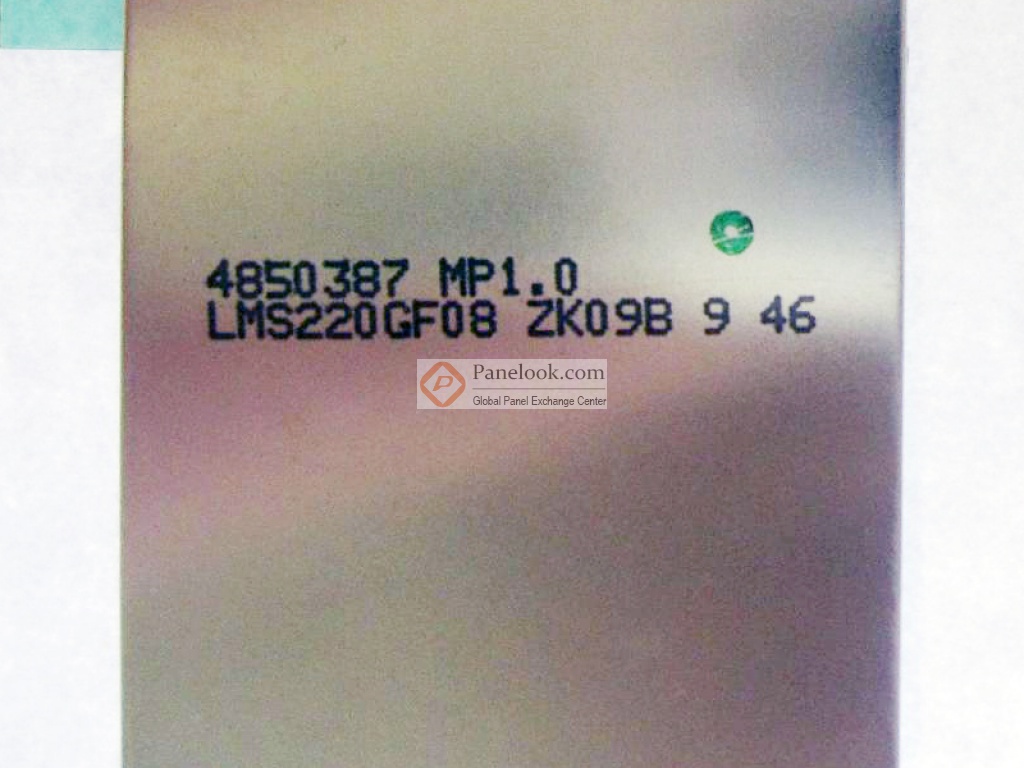 4850387 MP1.0
LMS220GF08 ZK09B 9 46
Panelook.com
Global Panel Exchange Center